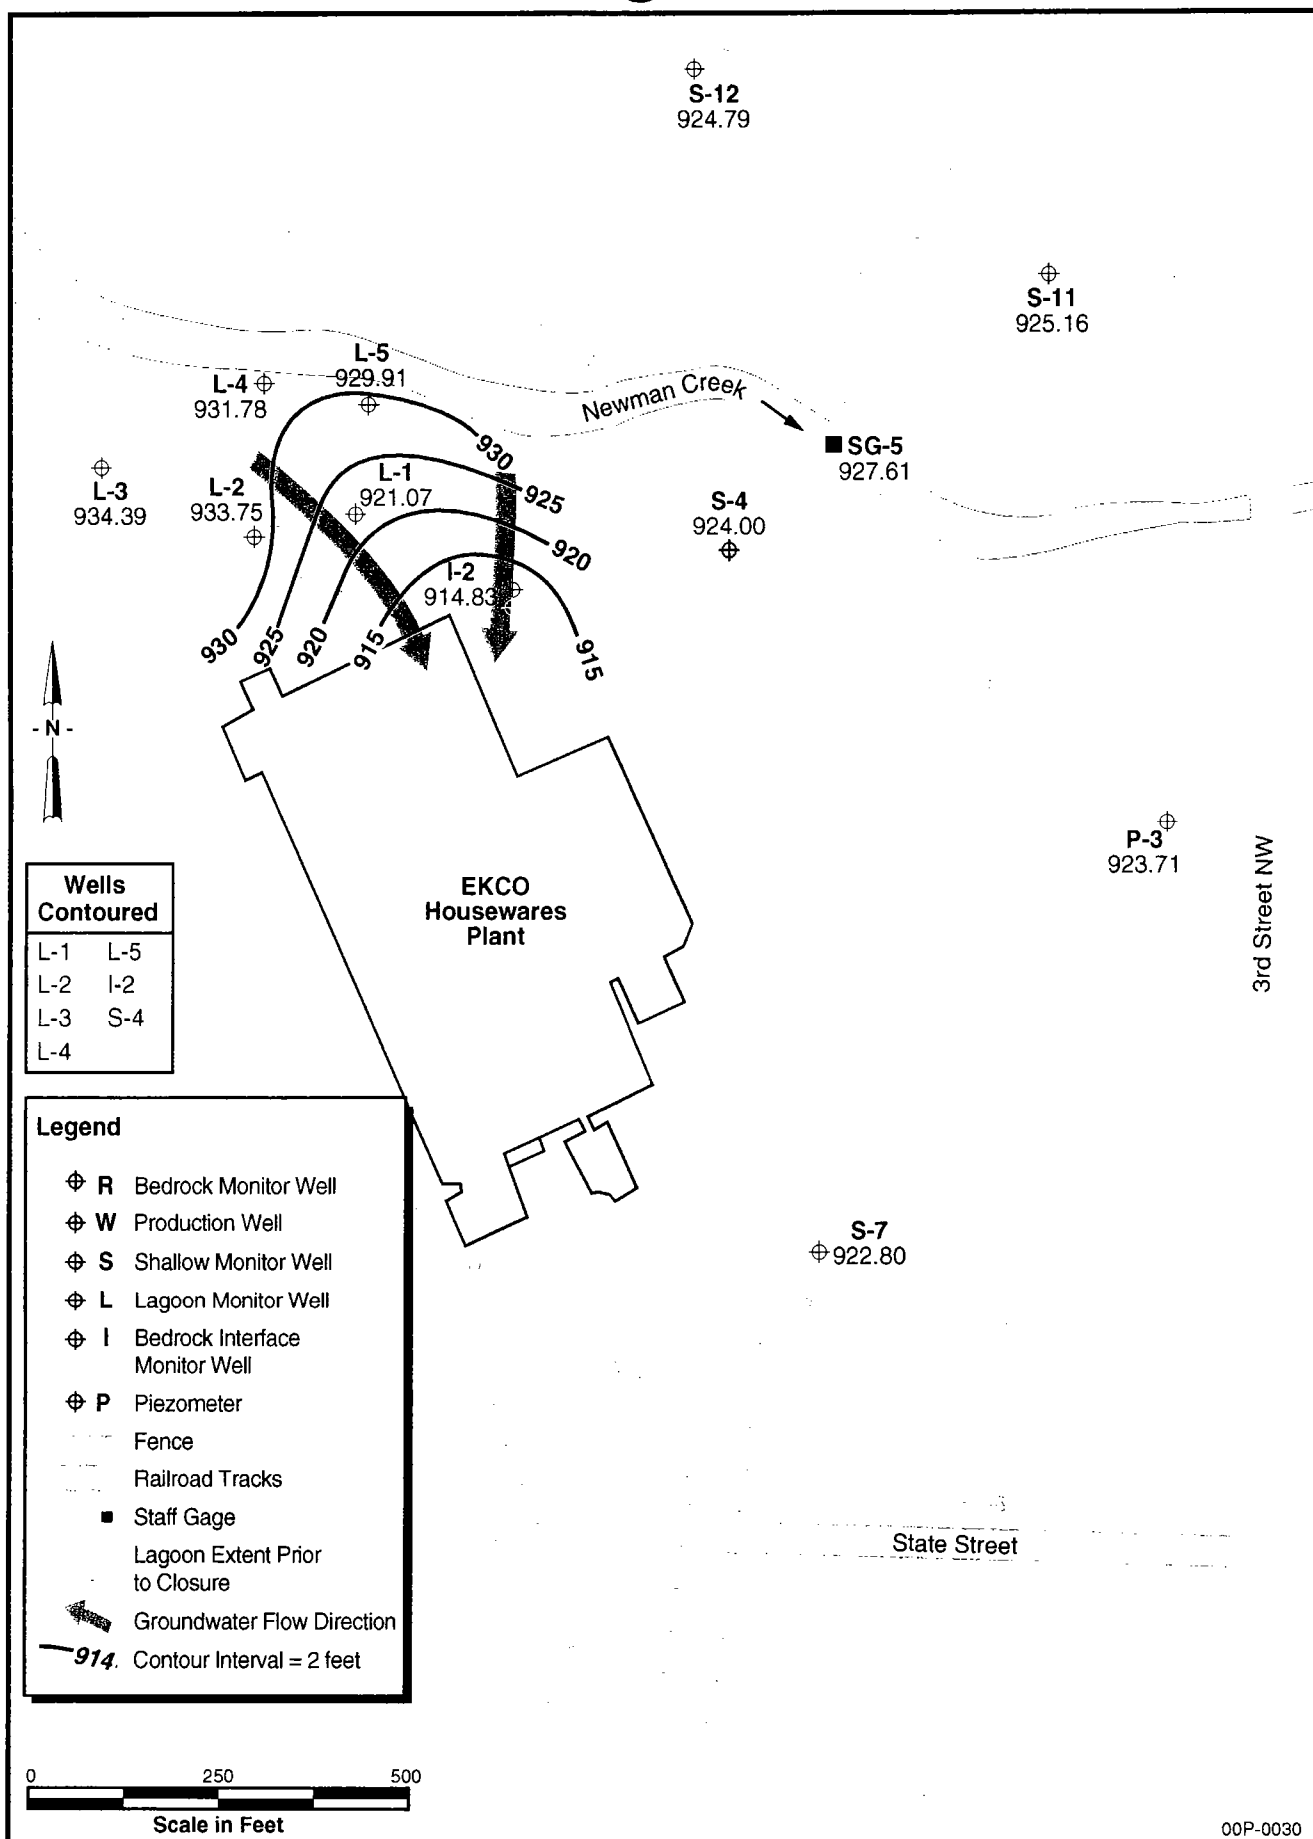 S-12
924.79
S-11
925.16
L-5
929.91
L-4
931.78
Newman Creek
930
SG-5
927.61
L-3
934.39
L-2
933.75
L-1
921.07
925
S-4
924.00
920
I-2
914.83
930
925
920
915
915
- N -
P-3
923.71
3rd Street NW
EKCO
Housewares
Plant
Wells
Contoured
L-1 L-5
L-2 I-2
L-3 S-4
L-4
Legend
R Bedrock Monitor Well
W Production Well
S Shallow Monitor Well
L Lagoon Monitor Well
I Bedrock Interface
Monitor Well
P Piezometer
Fence
Railroad Tracks
Staff Gage
Lagoon Extent Prior
to Closure
Groundwater Flow Direction
914. Contour Interval = 2 feet
S-7
922.80
State Street
0 250 500
Scale in Feet
00P-0030